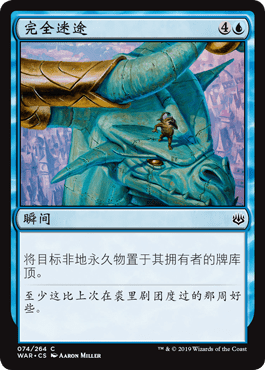 完全迷途 4
瞬间
将目标非地永久物置于其拥有者的牌库
顶。
至少这比上次在裘里剧团度过的那周好
些。
074/264 C
WAR • CS AARON MILLER
™ & © 2019 Wizards of the Coast